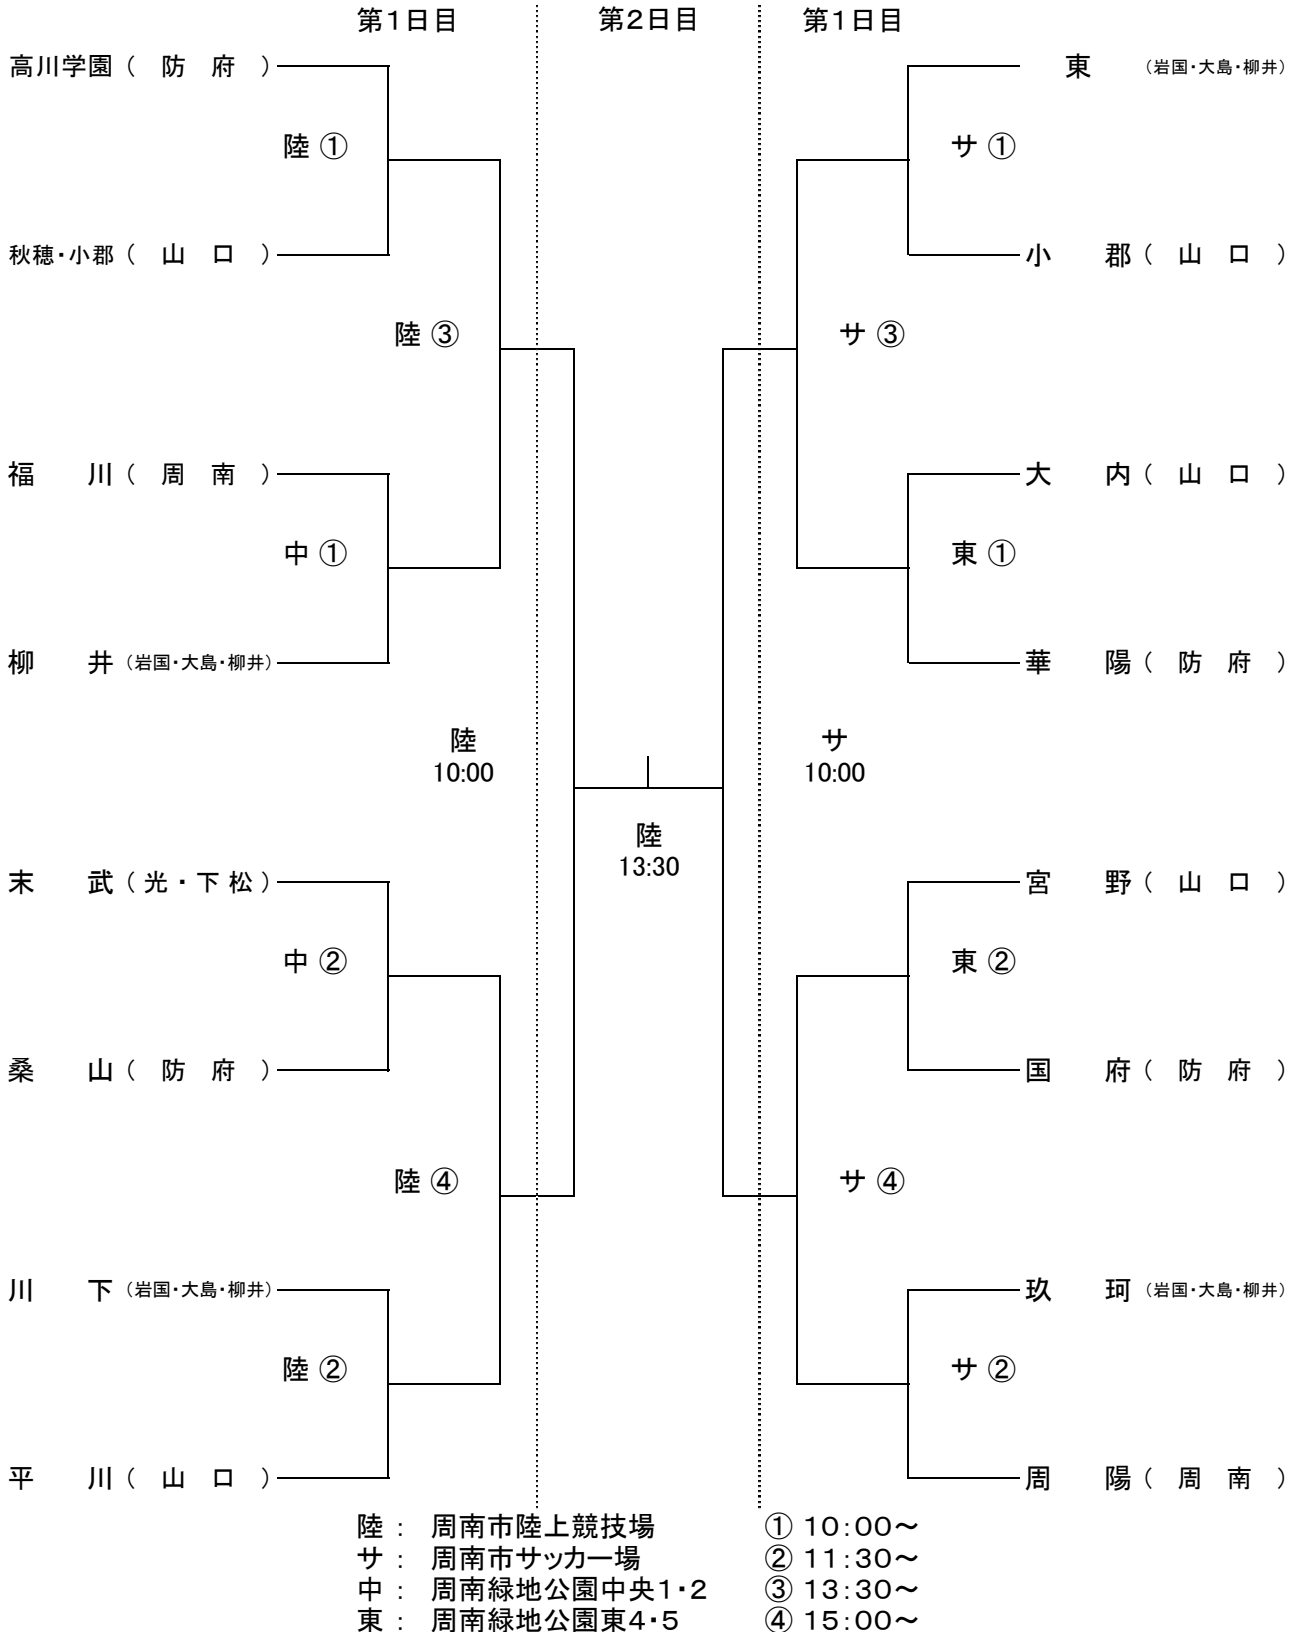 第1日目 第2日目 第1日目
高川学園（ 防 府 ） 東 （岩国・大島・柳井）
陸 ① サ ①
秋穂・小郡（ 山 口 ） 小 郡（ 山 口 ）
陸 ③ サ ③
福 川（ 周 南 ） 大 内（ 山 口 ）
中 ① 東 ①
柳 井（岩国・大島・柳井） 華 陽（ 防 府 ）
陸 サ
10:00 10:00
陸
13:30
末 武（光・下松） 宮 野（ 山 口 ）
中 ② 東 ②
桑 山（ 防 府 ） 国 府（ 防 府 ）
陸 ④ サ ④
川 下（岩国・大島・柳井） 玖 珂（岩国・大島・柳井）
陸 ② サ ②
平 川（ 山 口 ） 周 陽（ 周 南 ）
陸： 周南市陸上競技場 ① 10:00～
サ： 周南市サッカー場 ② 11:30～
中： 周南緑地公園中央1・2 ③ 13:30～
東： 周南緑地公園東4・5 ④ 15:00～